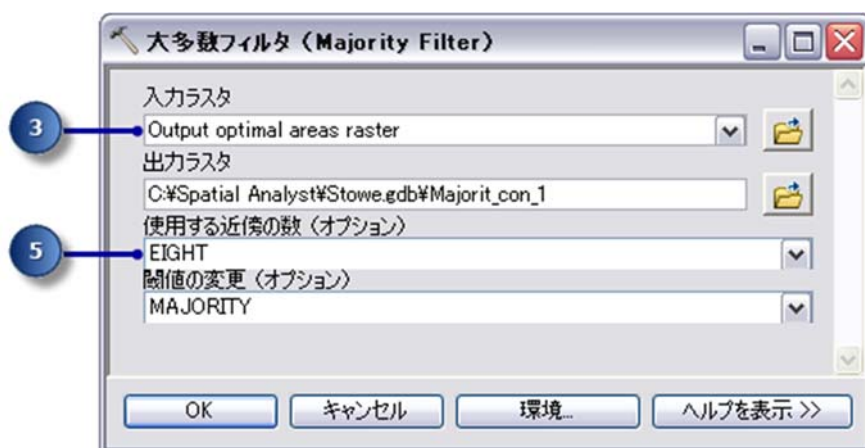 大多数フィルタ (Majority Filter)
入力ラスタ
3
Output optimal areas raster
出力ラスタ
C:¥Spatial Analyst¥Stowe.gdb¥Majorit_con_1
使用する近傍の数 (オプション)
5
EIGHT
閾値の変更 (オプション)
MAJORITY
OK
キャンセル
環境...
ヘルプを表示 >>